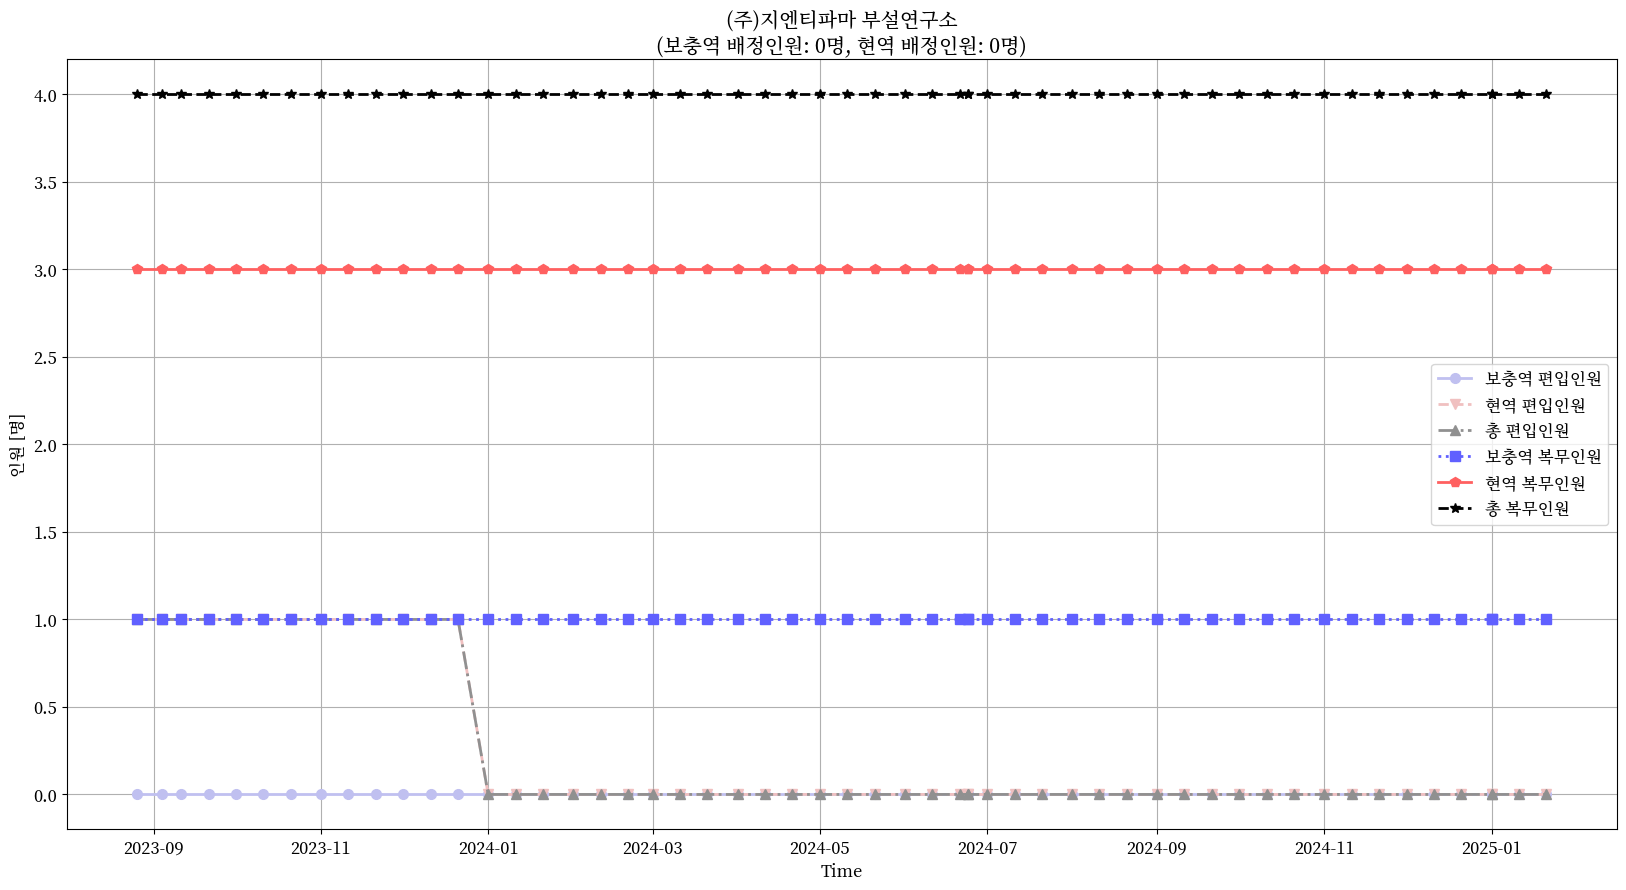 (주)지엔티파마 부설연구소
(보충역 배정인원: 0명, 현역 배정인원: 0명)
4.0
3.5
3.0
2.5
2.0
1.5
1.0
0.5
0.0
인원 [명]
보충역 편입인원
현역 편입인원
총 편입인원
보충역 복무인원
현역 복무인원
총 복무인원
2023-09 2023-11 2024-01 2024-03 2024-05 2024-07 2024-09 2024-11 2025-01
Time